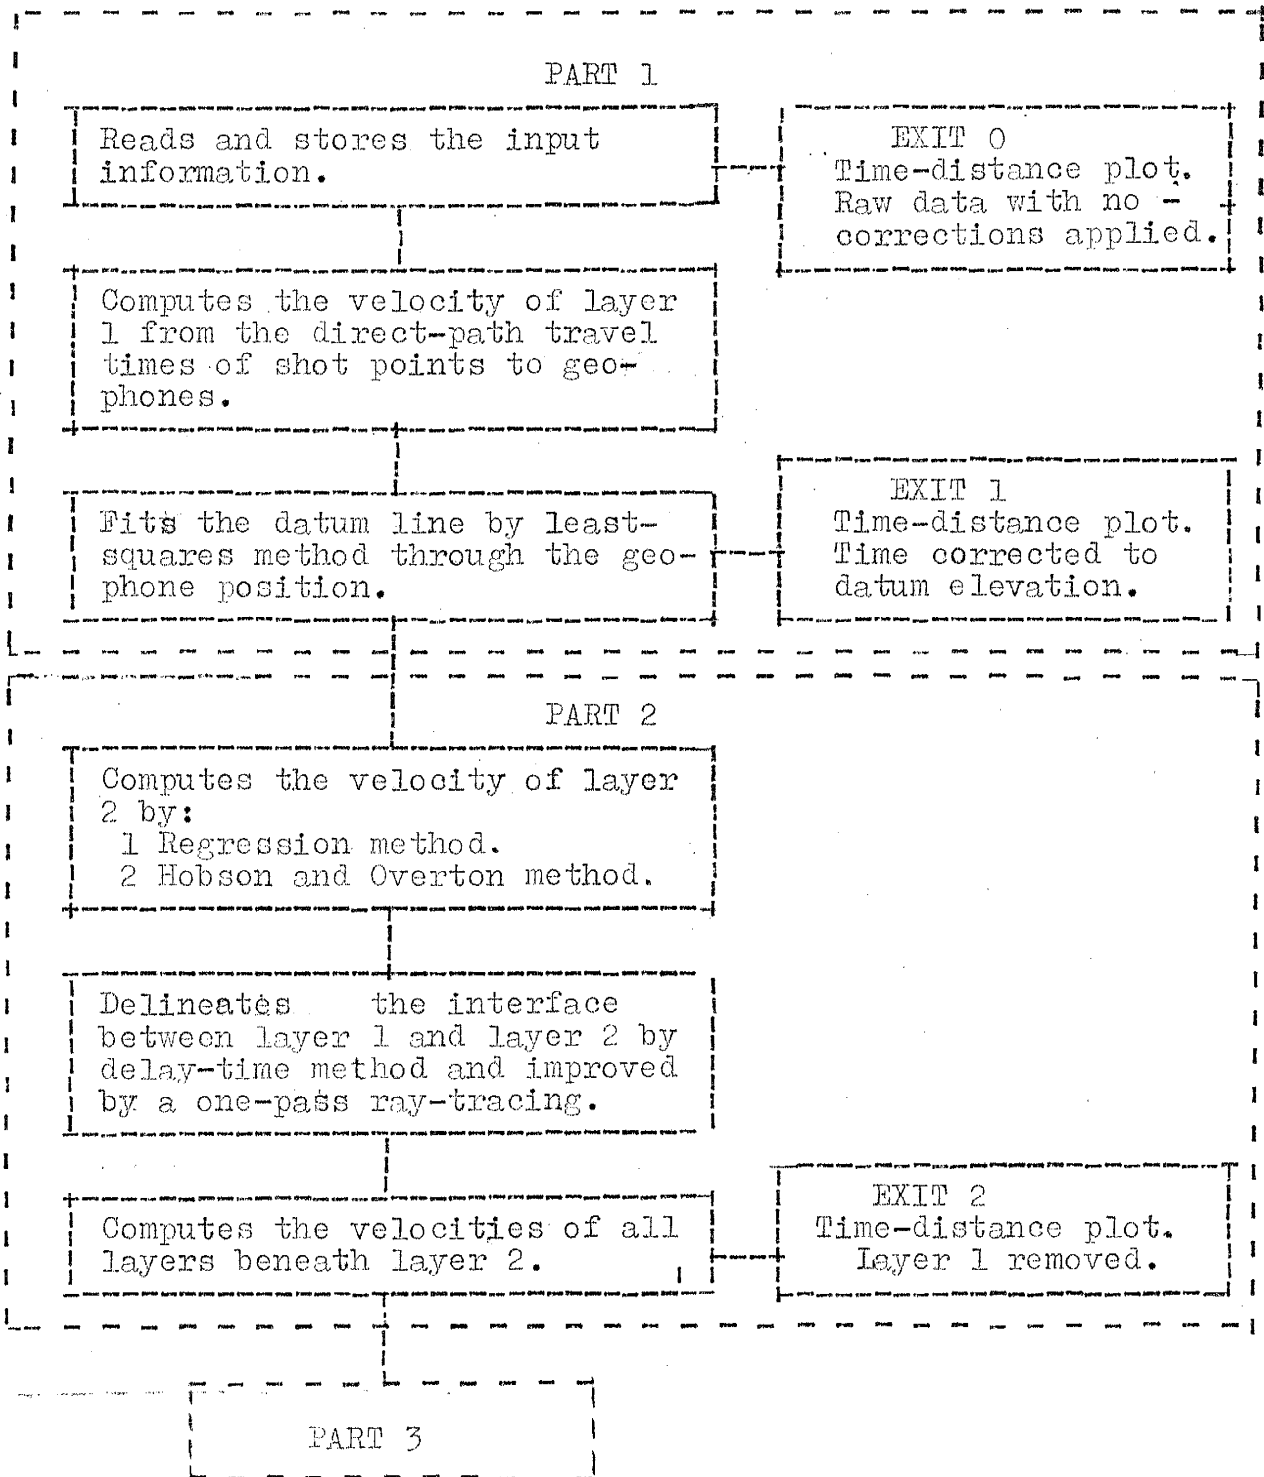 PART 1
Reads and stores the input
information.
EXIT 0
Time-distance plot.
Raw data with no -
corrections applied.
Computes the velocity of layer
1 from the direct-path travel
times of shot points to geo-
phones.
Fits the datum line by least-
squares method through the geo-
phone position.
EXIT 1
Time-distance plot.
Time corrected to
datum elevation.
PART 2
Computes the velocity of layer
2 by:
1 Regression method.
2 Hobson and Overton method.
Delineates the interface
between layer 1 and layer 2 by
delay-time method and improved
by a one-pass ray-tracing.
Computes the velocities of all
layers beneath layer 2.
EXIT 2
Time-distance plot.
Layer 1 removed.
PART 3